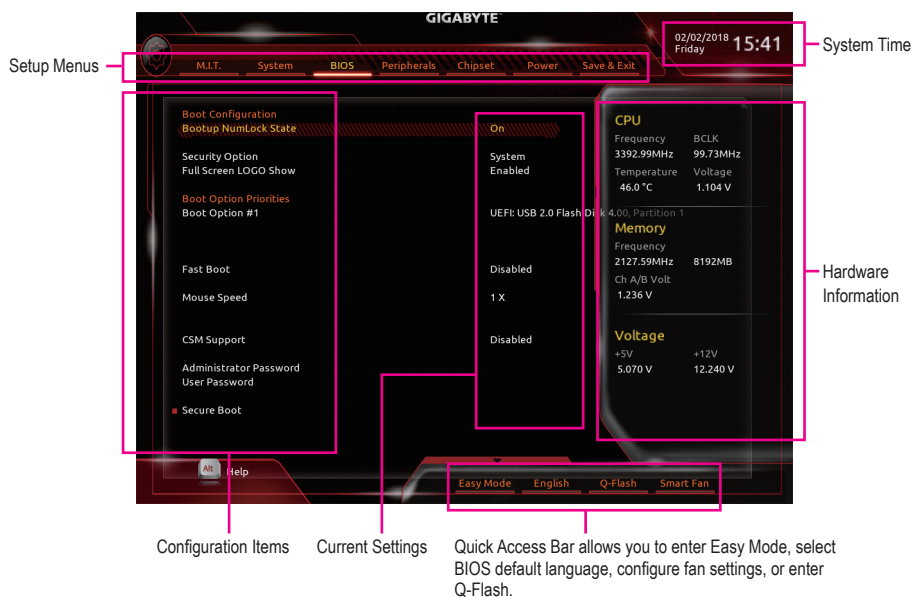 GIGABYTE
02/02/2018
Friday
15:41
System Time
Setup Menus
M.I.T. System BIOS Peripherals Chipset Power Save & Exit
Boot Configuration
Bootup NumLock State On
Security Option System
Full Screen LOGO Show Enabled
Boot Option Priorities
Boot Option #1 UEFI: USB 2.0 Flash Disk 4.00, Partition 1
Fast Boot Disabled
Mouse Speed 1 X
CSM Support Disabled
Administrator Password
User Password
Secure Boot
CPU
Frequency BCLK
3392.99MHz 99.73MHz
Temperature Voltage
46.0 °C 1.104 V
Memory
Frequency
2127.59MHz 8192MB
Ch A/B Volt
1.236 V
Voltage
+5V +12V
5.070 V 12.240 V
Hardware
Information
Alt Help
Easy Mode English Q-Flash Smart Fan
Configuration Items
Current Settings
Quick Access Bar allows you to enter Easy Mode, select
BIOS default language, configure fan settings, or enter
Q-Flash.